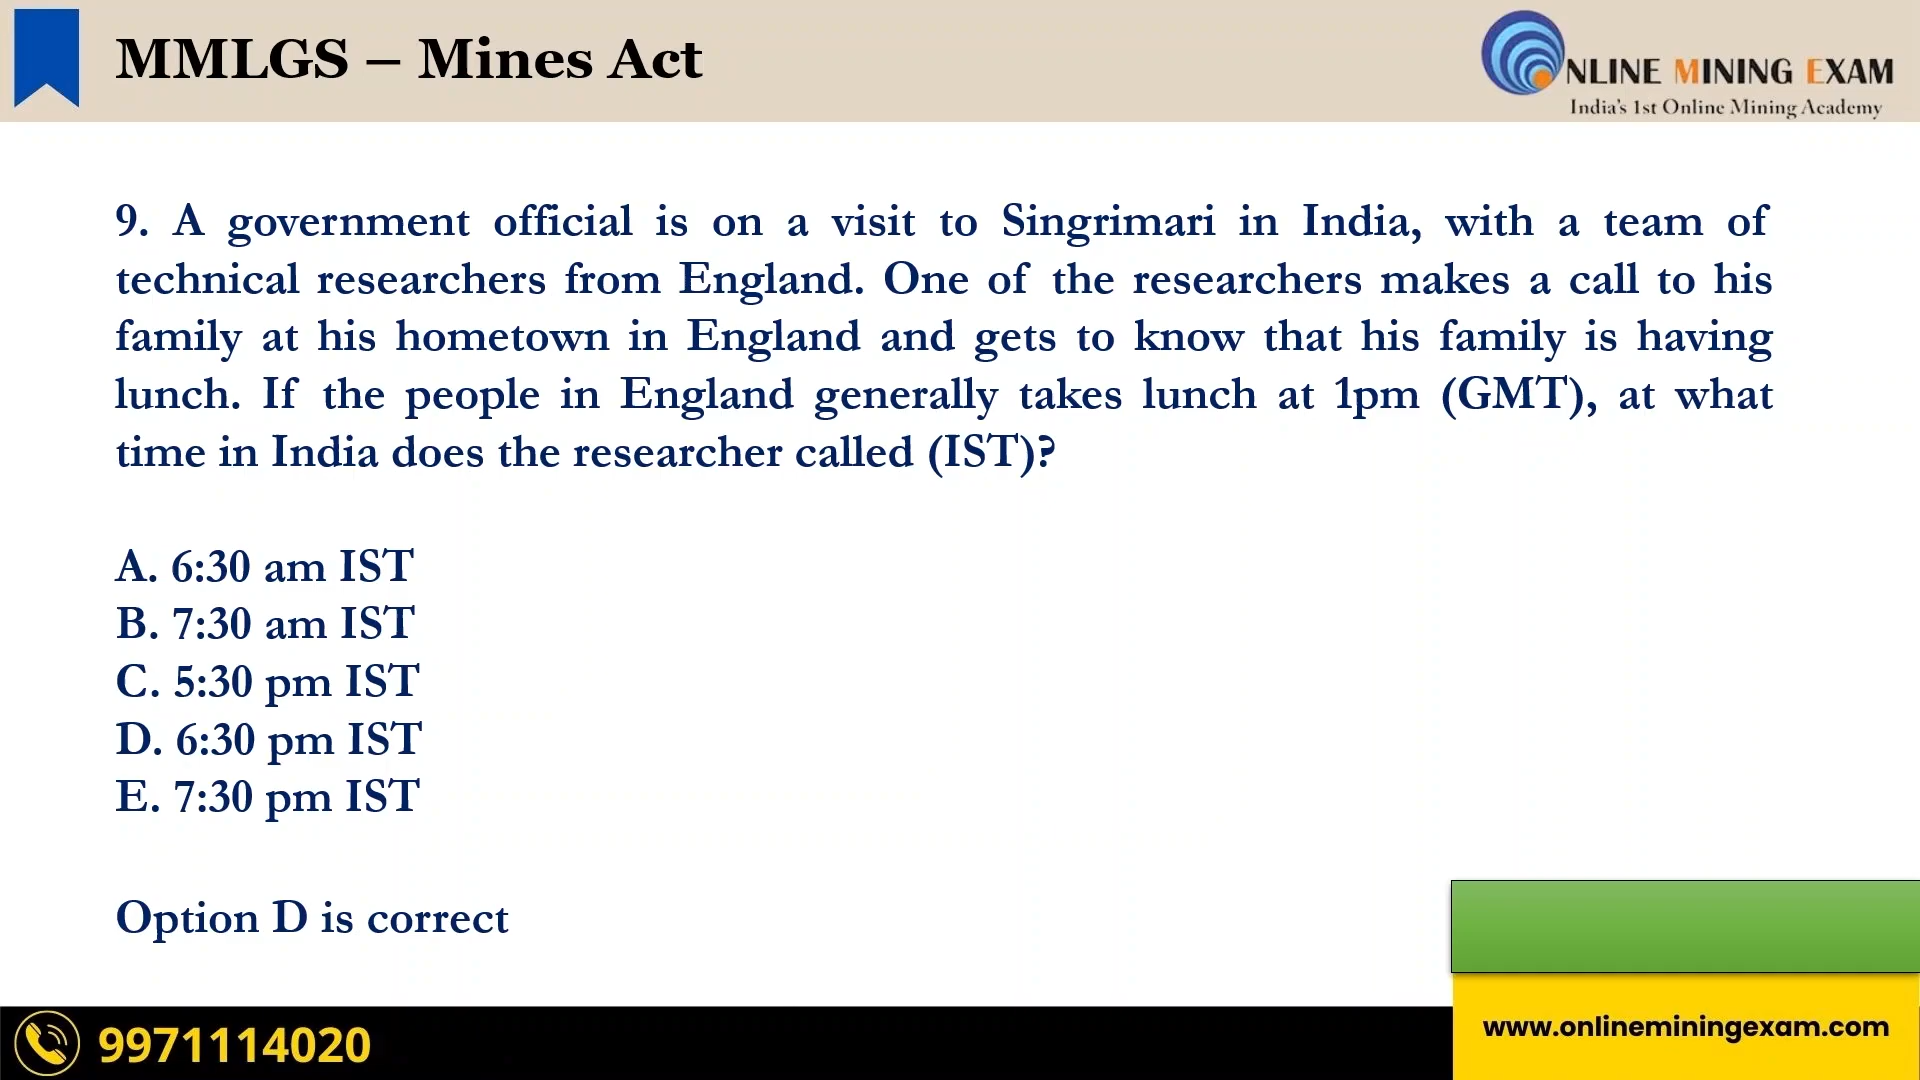 MMLGS – Mines Act
NLINE MINING EXAM
India's 1st Online Mining Academy
9. A government official is on a visit to Singrimari in India, with a team of
technical researchers from England. One of the researchers makes a call to his
family at his hometown in England and gets to know that his family is having
lunch. If the people in England generally takes lunch at 1pm (GMT), at what
time in India does the researcher called (IST)?
A. 6:30 am IST
B. 7:30 am IST
C. 5:30 pm IST
D. 6:30 pm IST
E. 7:30 pm IST
Option D is correct
9971114020
www.onlineminingexam.com